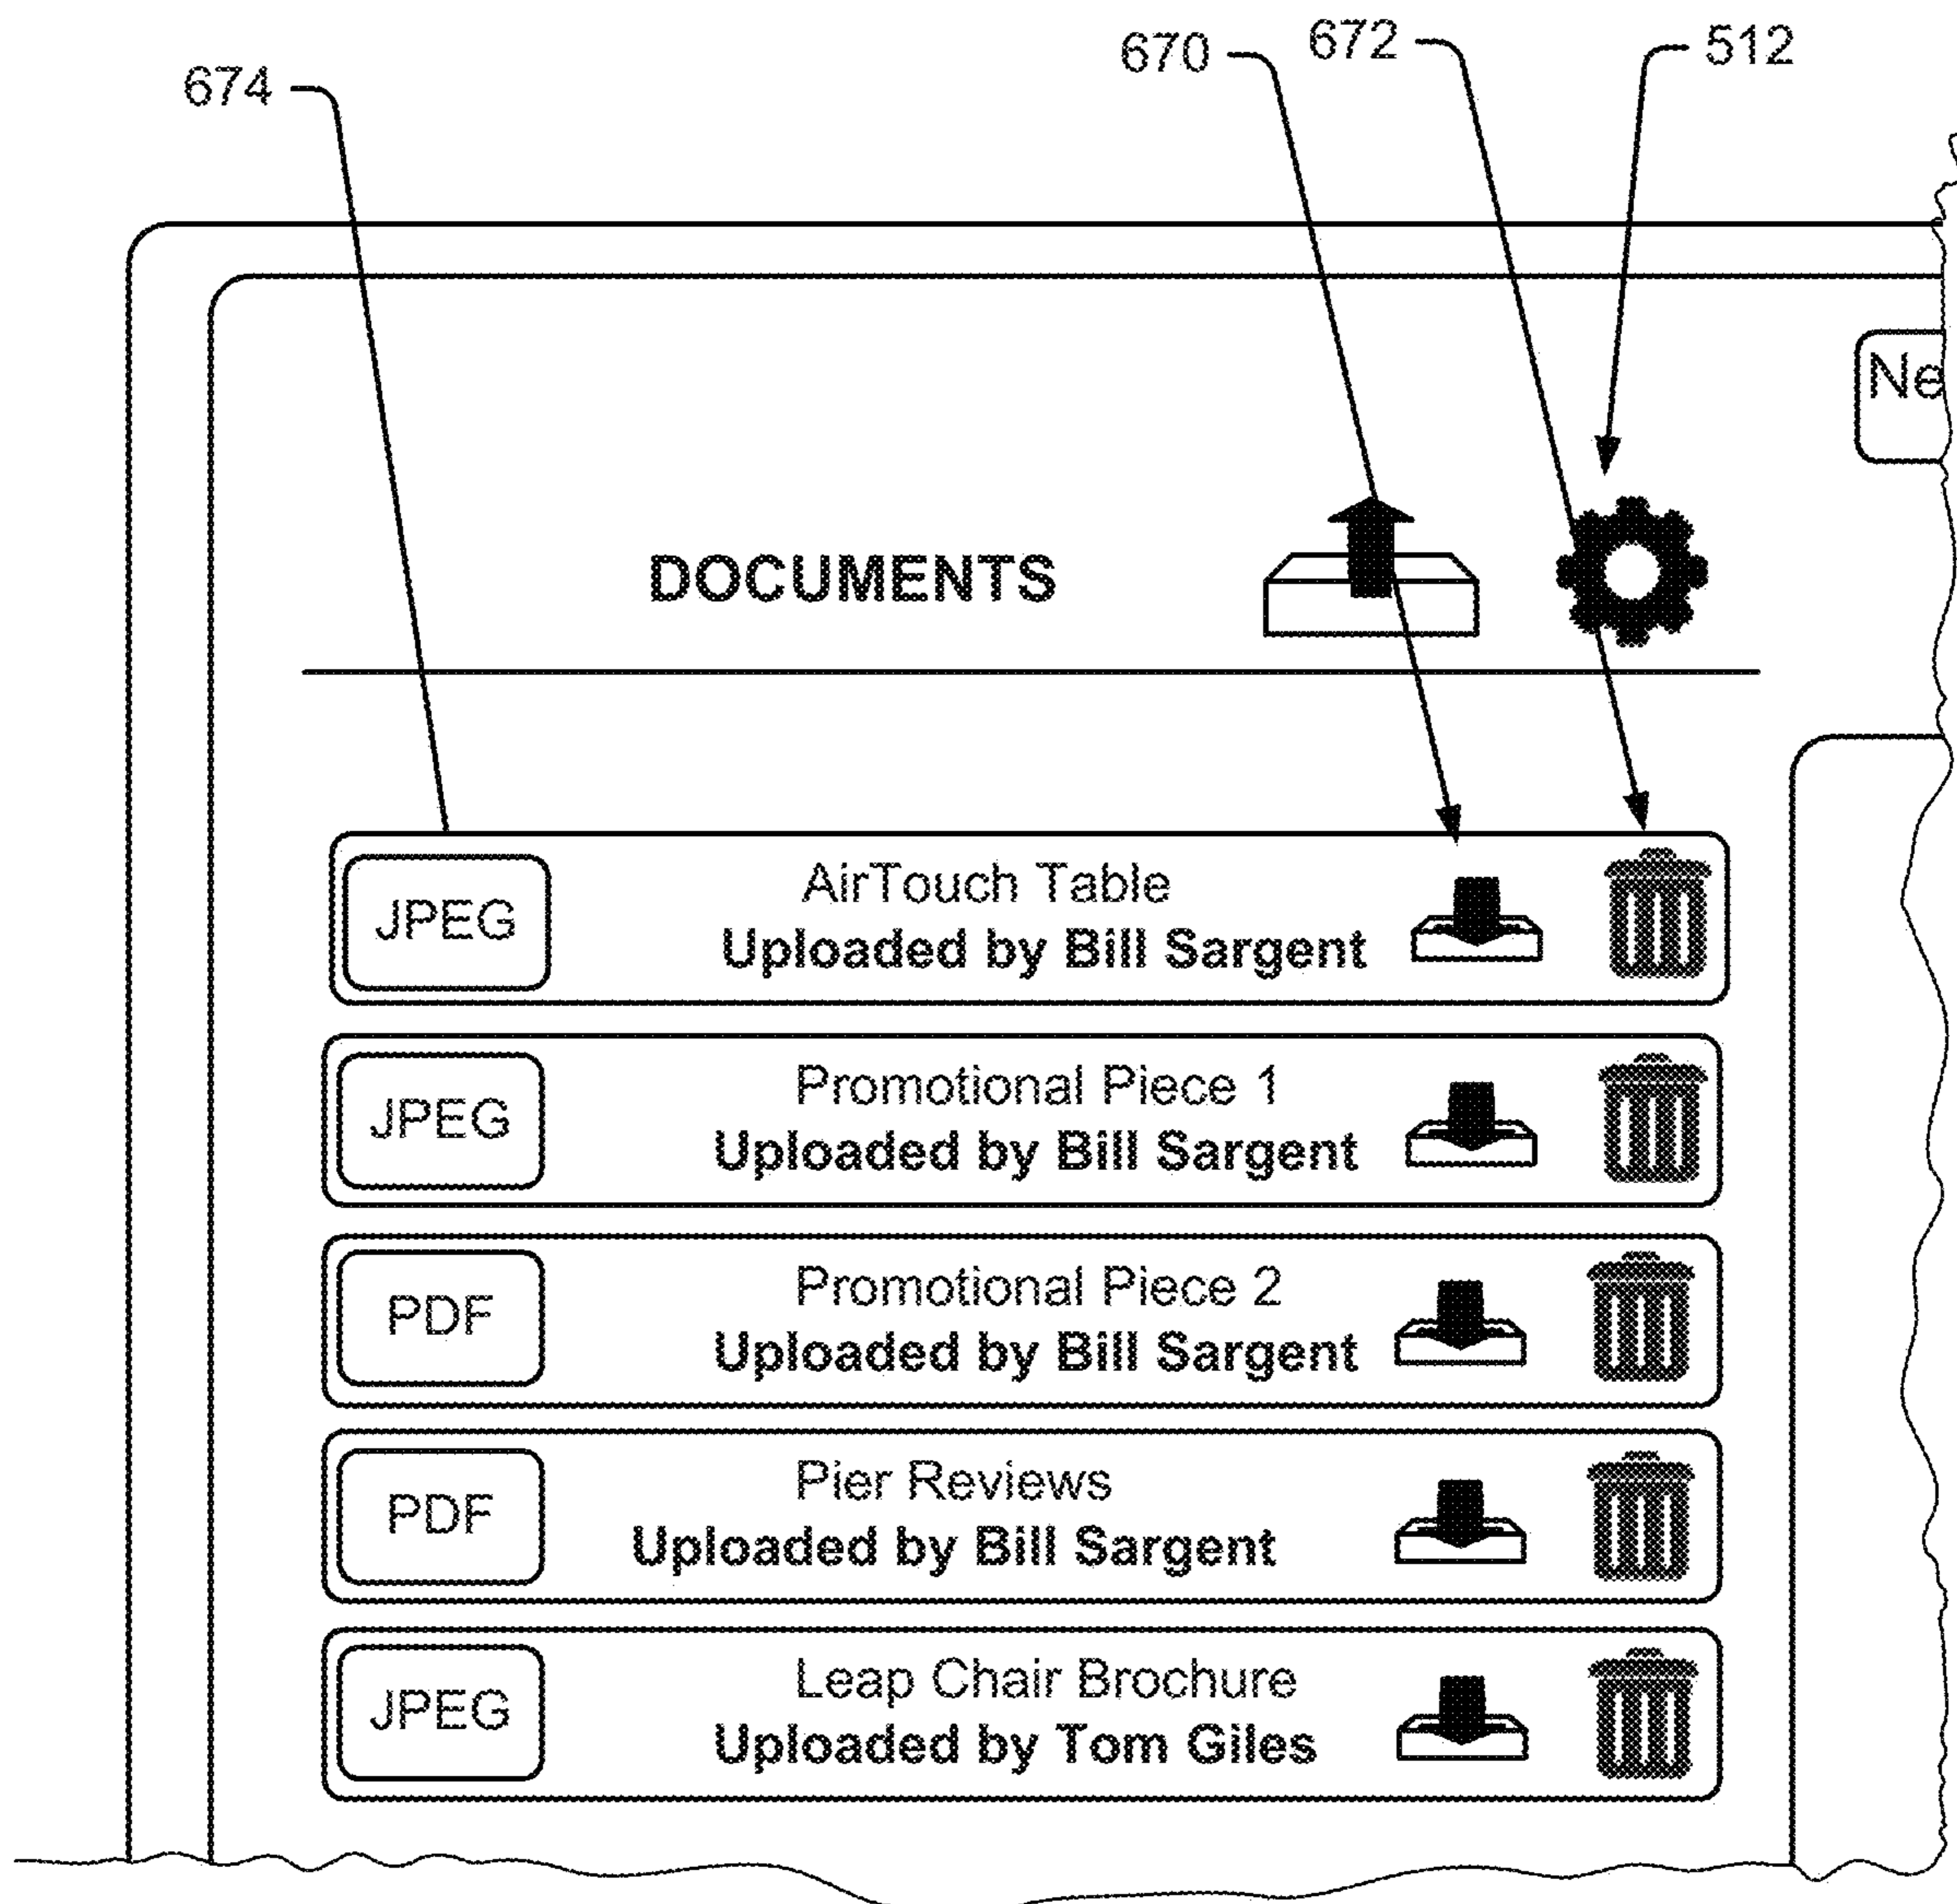 674
670
672
512
Ne
DOCUMENTS
JPEG
AirTouch Table
Uploaded by Bill Sargent
JPEG
Promotional Piece 1
Uploaded by Bill Sargent
PDF
Promotional Piece 2
Uploaded by Bill Sargent
PDF
Pier Reviews
Uploaded by Bill Sargent
JPEG
Leap Chair Brochure
Uploaded by Tom Giles